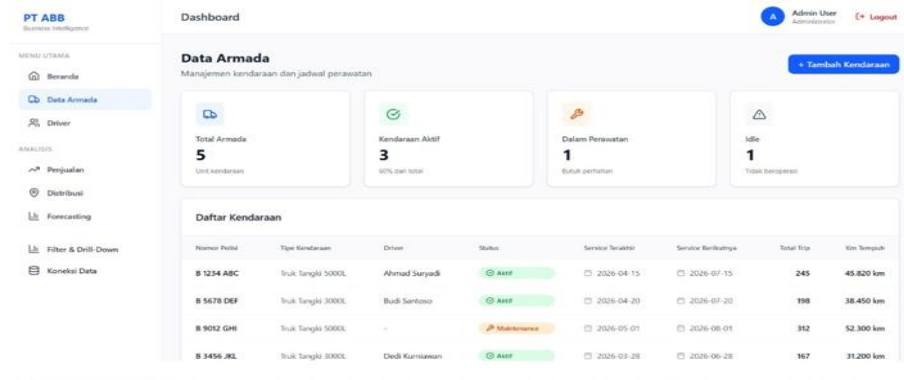 PT ABB
Business Intelligence
Dashboard
A
Admin User
Administrator
Logout
MENU UTAMA
Beranda
Data Armada
Driver
ANALISIS
Penjualan
Distribusi
Forecasting
Filter & Drill-Down
Koneksi Data
Data Armada
Manajemen kendaraan dan jadwal perawatan
+ Tambah Kendaraan
Total Armada
5
Unit kendaraan
Kendaraan Aktif
3
60% dari total
Dalam Perawatan
1
Butuh perhatian
Idle
1
Tidak beroperasi
Daftar Kendaraan
Nomor Polisi Tipe Kendaraan Driver Status Service Terakhir Service Berikutnya Total Trip Km Tempuh
B 1234 ABC Truk Tangki 5000L Ahmad Suryadi Aktif 2026-04-15 2026-07-15 245 45.820 km
B 5678 DEF Truk Tangki 3000L Budi Santoso Aktif 2026-04-20 2026-07-20 198 38.450 km
B 9012 GHI Truk Tangki 5000L - Maintenance 2026-05-01 2026-08-01 312 52.300 km
B 3456 JKL Truk Tangki 3000L Dedi Kurniawan Aktif 2026-03-28 2026-06-28 167 31.200 km